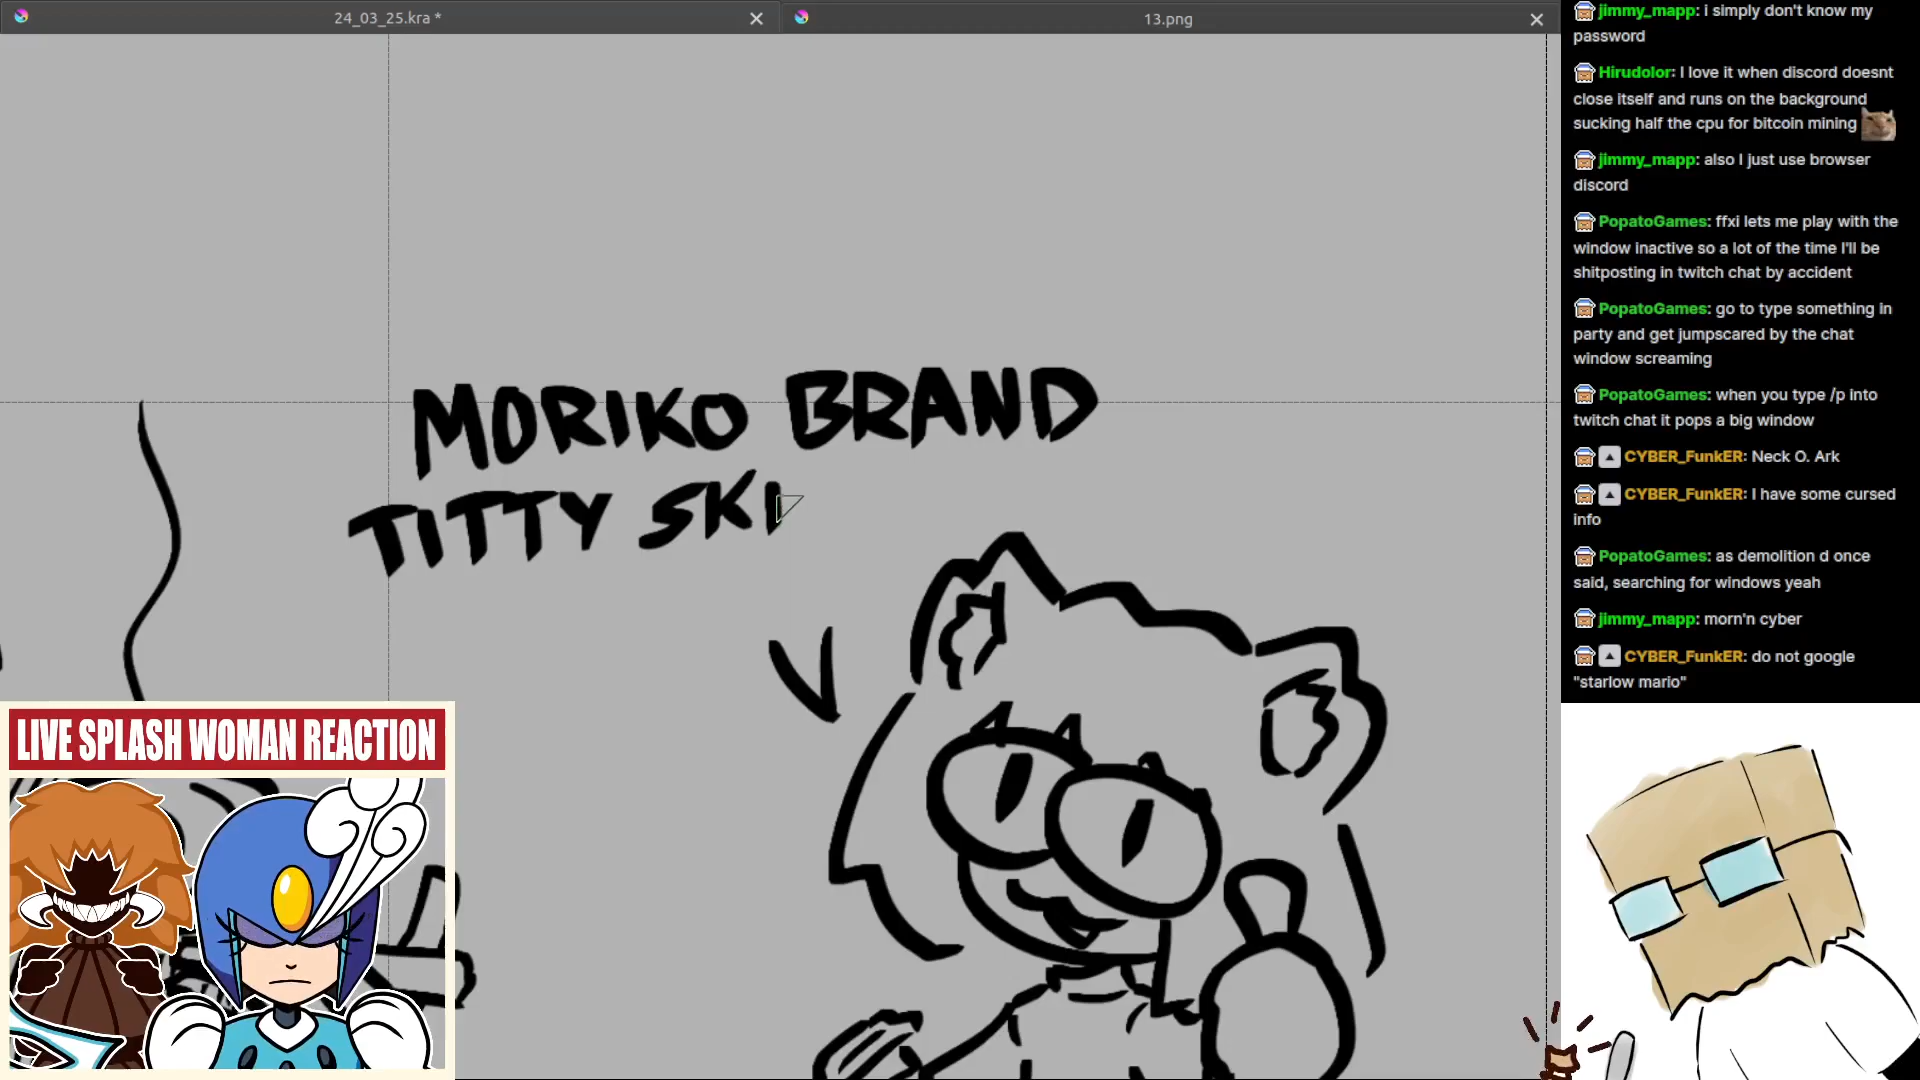 24_03_25.kra *
13.png
MORIKO BRAND
TITTY SKI
LIVE SPLASH WOMAN REACTION
jimmy_mapp: i simply don't know my
password
Hirudolor: I love it when discord doesnt
close itself and runs on the background
sucking half the cpu for bitcoin mining
jimmy_mapp: also I just use browser
discord
PopatoGames: ffxi lets me play with the
window inactive so a lot of the time I'll be
shitposting in twitch chat by accident
PopatoGames: go to type something in
party and get jumpscared by the chat
window screaming
PopatoGames: when you type /p into
twitch chat it pops a big window
CYBER_FunkER: Neck O. Ark
CYBER_FunkER: I have some cursed
info
PopatoGames: as demolition d once
said, searching for windows yeah
jimmy_mapp: morn'n cyber
CYBER_FunkER: do not google
"starlow mario"